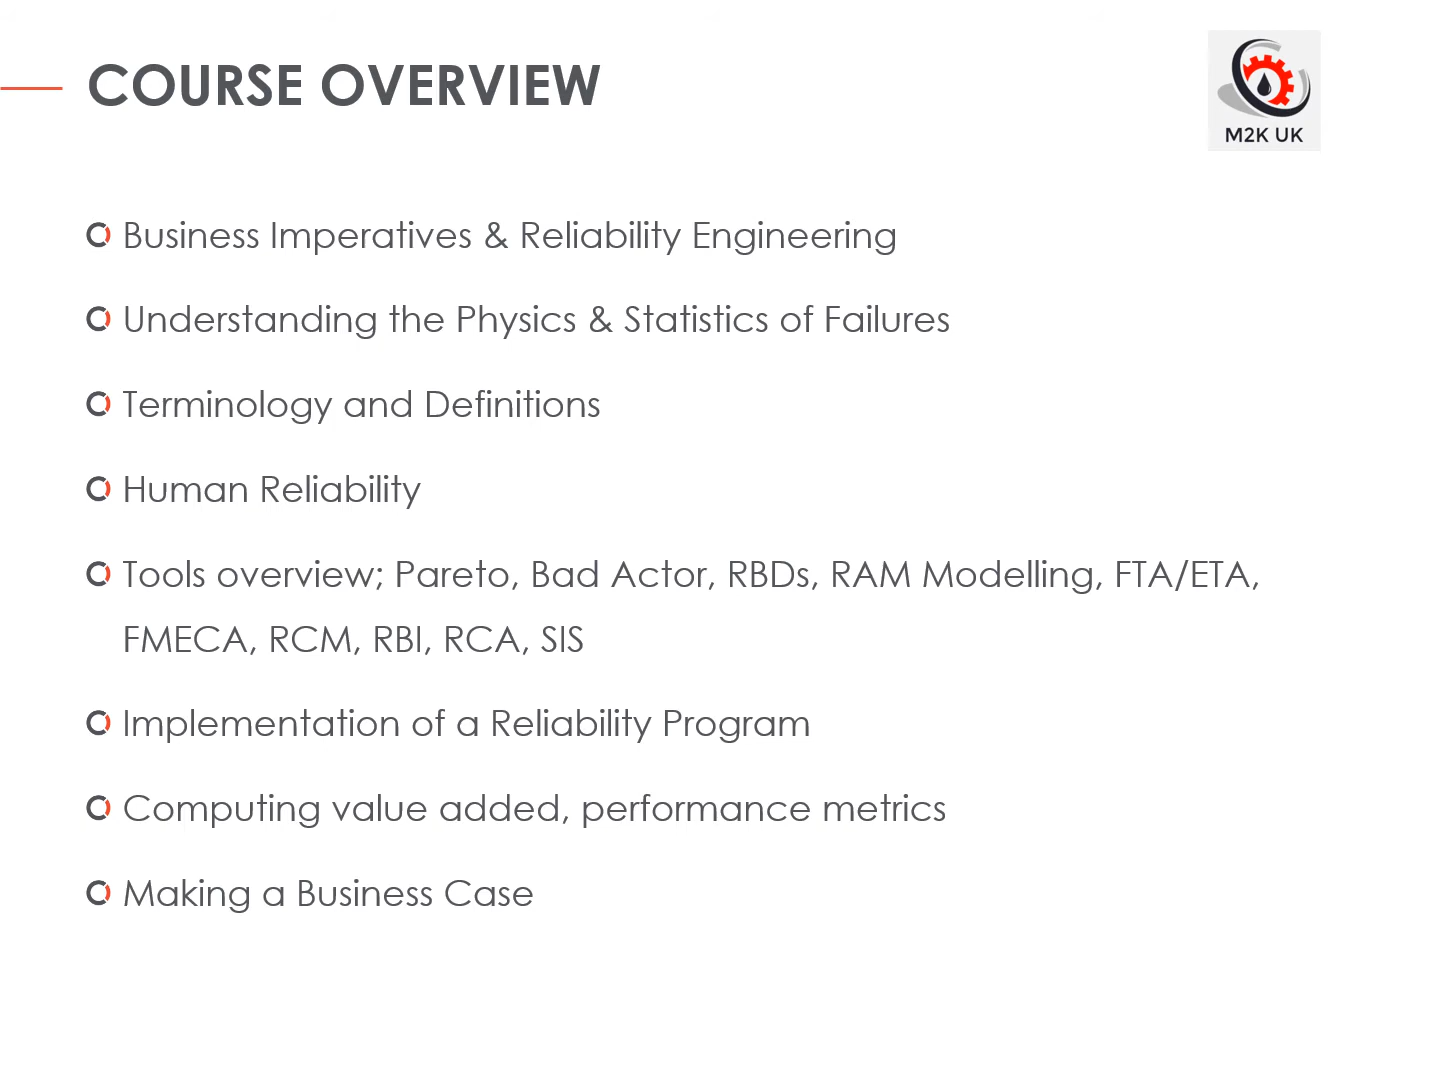 COURSE OVERVIEW
M2K UK
Business Imperatives & Reliability Engineering
Understanding the Physics & Statistics of Failures
Terminology and Definitions
Human Reliability
Tools overview; Pareto, Bad Actor, RBDs, RAM Modelling, FTA/ETA,
FMECA, RCM, RBI, RCA, SIS
Implementation of a Reliability Program
Computing value added, performance metrics
Making a Business Case